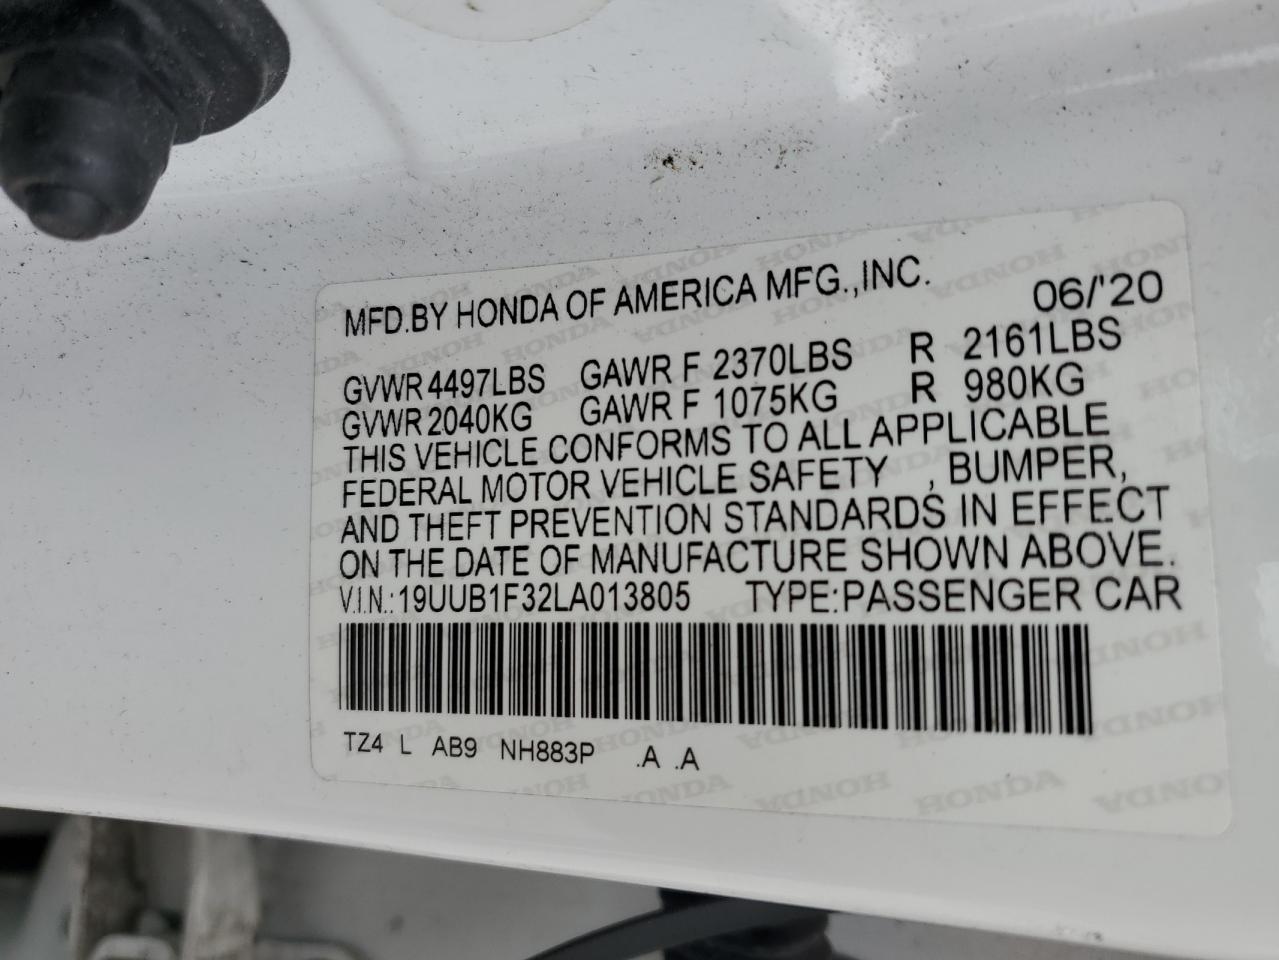 MFD.BY HONDA OF AMERICA MFG.,INC. 06/'20
GVWR 4497LBS GAWR F 2370LBS R 2161LBS
GVWR 2040KG GAWR F 1075KG R 980KG
THIS VEHICLE CONFORMS TO ALL APPLICABLE
FEDERAL MOTOR VEHICLE SAFETY , BUMPER,
AND THEFT PREVENTION STANDARDS IN EFFECT
ON THE DATE OF MANUFACTURE SHOWN ABOVE.
V.I.N.:19UUB1F32LA013805 TYPE:PASSENGER CAR
TZ4 L AB9 NH883P .A .A